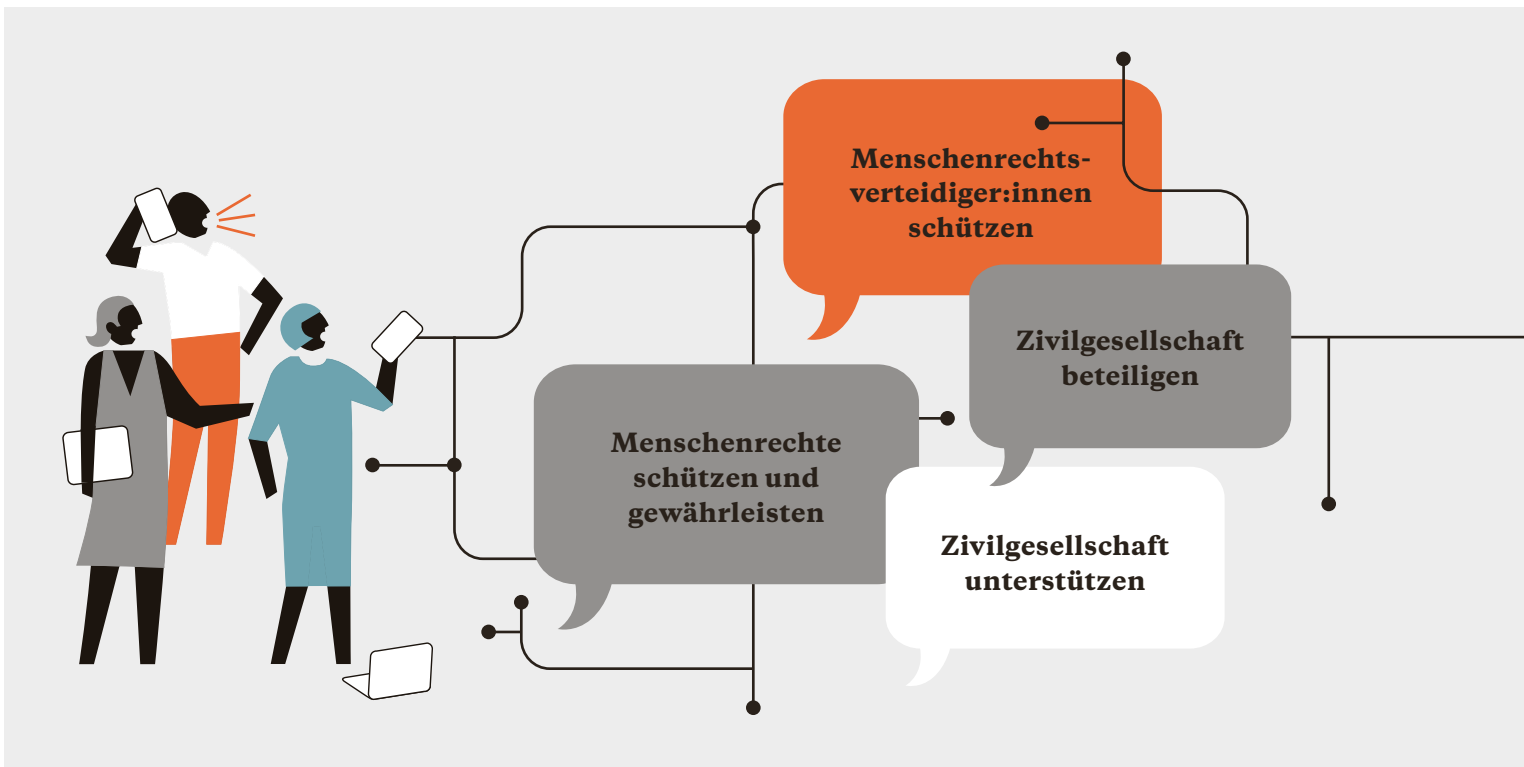 Menschenrechts-
verteidiger:innen
schützen
Zivilgesellschaft
beteiligen
Menschenrechte
schützen und
gewährleisten
Zivilgesellschaft
unterstützen